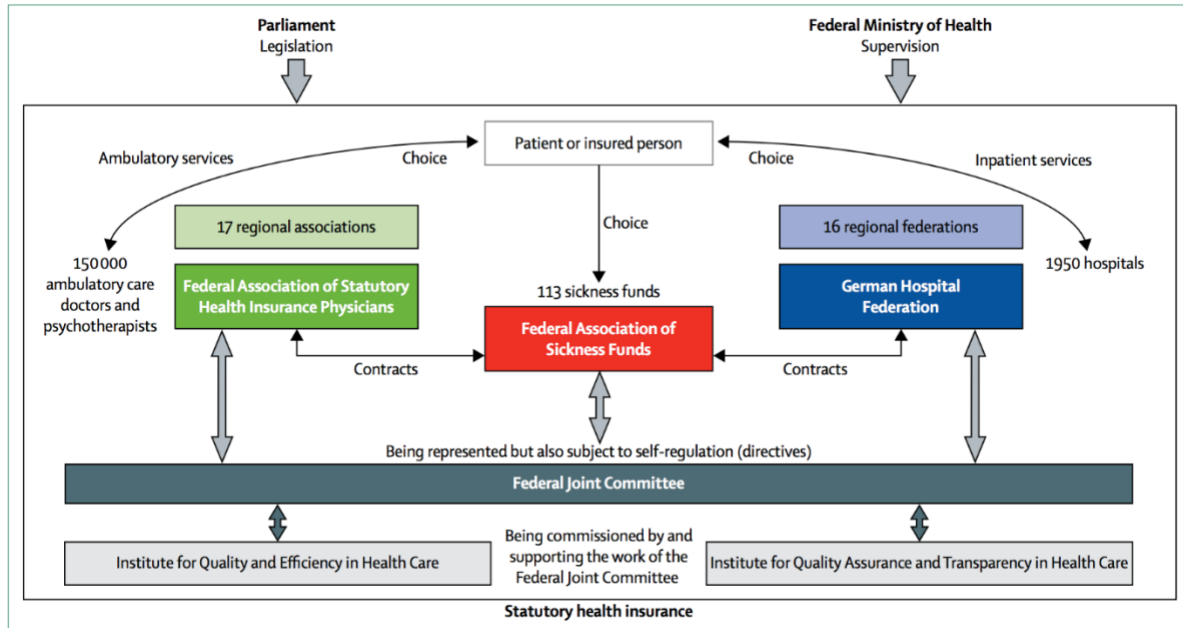 Parliament
Legislation
Federal Ministry of Health
Supervision
Patient or insured person
Ambulatory services
Choice
Choice
Inpatient services
17 regional associations
Choice
16 regional federations
150 000
ambulatory care
doctors and
psychotherapists
Federal Association of Statutory
Health Insurance Physicians
113 sickness funds
German Hospital
Federation
1950 hospitals
Federal Association of
Sickness Funds
Contracts
Contracts
Being represented but also subject to self-regulation (directives)
Federal Joint Committee
Institute for Quality and Efficiency in Health Care
Being commissioned by and
supporting the work of the
Federal Joint Committee
Institute for Quality Assurance and Transparency in Health Care
Statutory health insurance